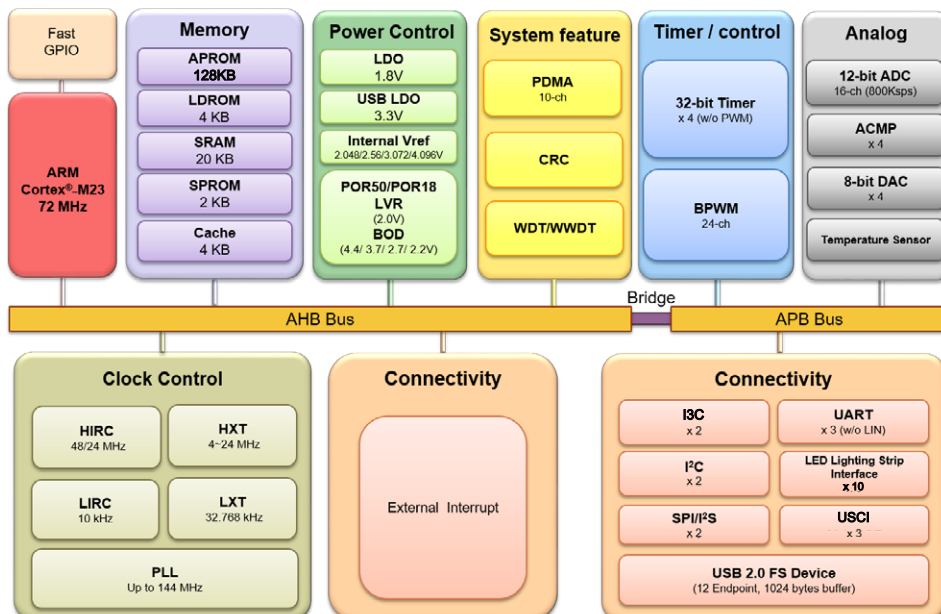 Fast
GPIO
ARM
Cortex®-M23
72 MHz
Memory
APROM
128KB
LDROM
4 KB
SRAM
20 KB
SPROM
2 KB
Cache
4 KB
Power Control
LDO
1.8V
USB LDO
3.3V
Internal Vref
2.048/2.56/3.072/4.096V
POR50/POR18
LVR
(2.0V)
BOD
(4.4/ 3.7/ 2.7/ 2.2V)
System feature
PDMA
10-ch
CRC
WDT/WWDT
Timer / control
32-bit Timer
x 4 (w/o PWM)
BPWM
24-ch
Analog
12-bit ADC
16-ch (800Ksps)
ACMP
x 4
8-bit DAC
x 4
Temperature Sensor
AHB Bus
Bridge
APB Bus
Clock Control
HIRC
48/24 MHz
HXT
4~24 MHz
LIRC
10 kHz
LXT
32.768 kHz
PLL
Up to 144 MHz
Connectivity
External Interrupt
Connectivity
I3C
x 2
UART
x 3 (w/o LIN)
I²C
x 2
LED Lighting Strip
Interface
x 10
SPI/I²S
x 2
USCI
x 3
USB 2.0 FS Device
(12 Endpoint, 1024 bytes buffer)